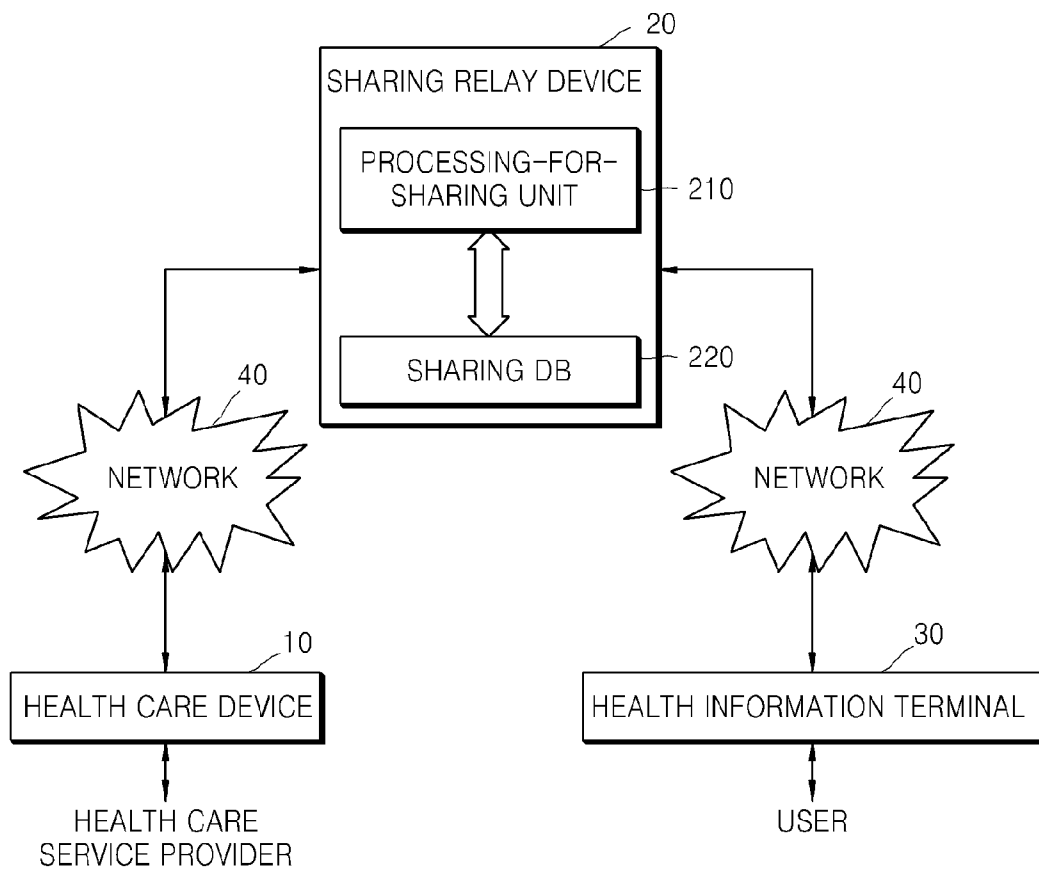 20
SHARING RELAY DEVICE
PROCESSING-FOR-
SHARING UNIT
210
SHARING DB
220
40
NETWORK
40
NETWORK
10
HEALTH CARE DEVICE
30
HEALTH INFORMATION TERMINAL
HEALTH CARE
SERVICE PROVIDER
USER